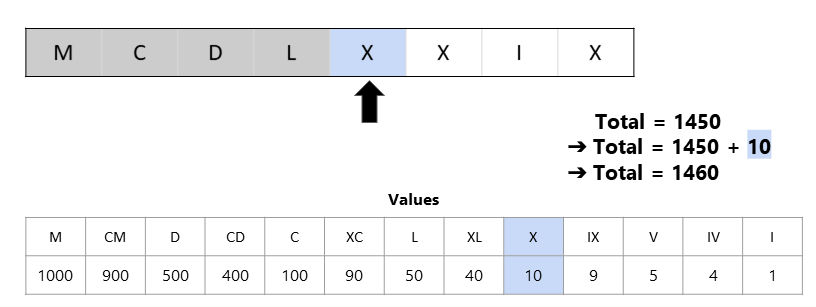 M C D L X X I X
Total = 1450
➔ Total = 1450 + 10
➔ Total = 1460
Values
M CM D CD C XC L XL X IX V IV I
1000 900 500 400 100 90 50 40 10 9 5 4 1